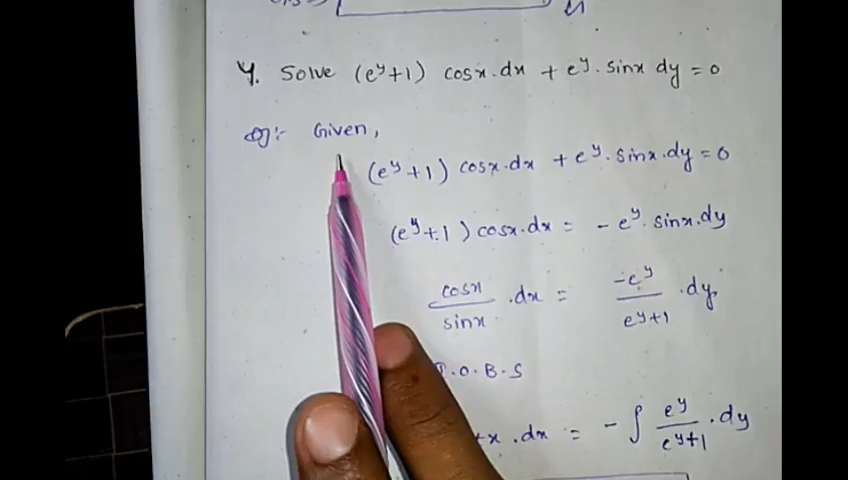 4. Solve (e^y+1) cosx.dx + e^y. sinx dy = 0
Given,
(e^y+1) cosx.dx + e^y. sinx.dy = 0
(e^y+1) cosx.dx = - e^y. sinx.dy
cosx/sinx .dx = -e^y/e^y+1 .dy
.O.B.S
x .dx = - ∫ e^y/e^y+1 .dy